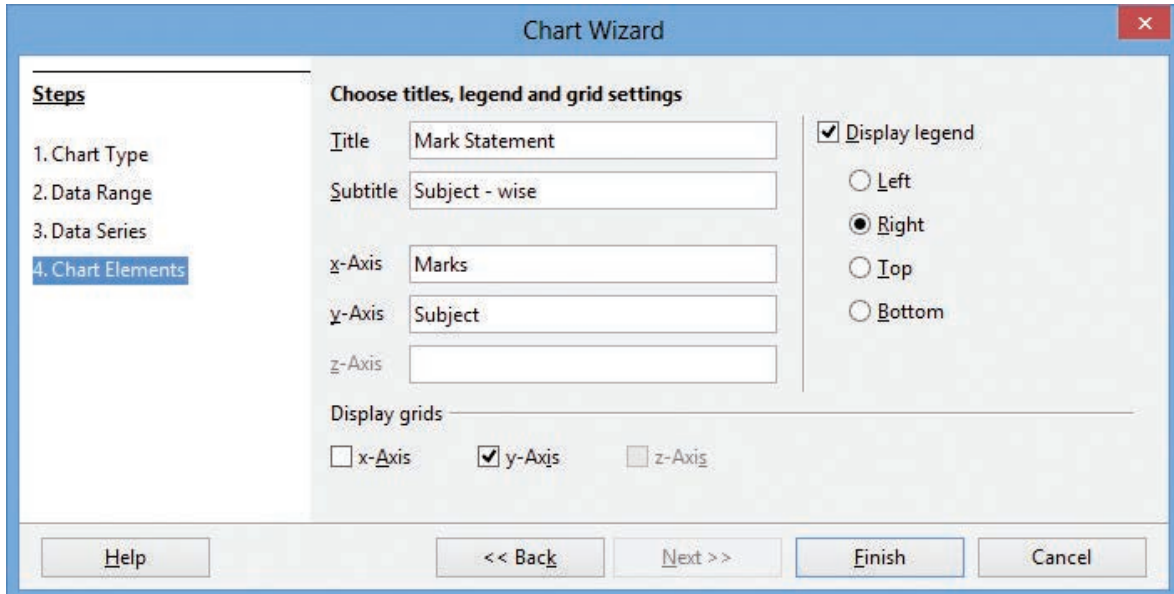 Chart Wizard
Steps
1. Chart Type
2. Data Range
3. Data Series
4. Chart Elements
Choose titles, legend and grid settings
Title Mark Statement
Subtitle Subject - wise
x-Axis Marks
y-Axis Subject
z-Axis
Display legend
Left
Right
Top
Bottom
Display grids
x-Axis y-Axis z-Axis
Help << Back Next >> Finish Cancel